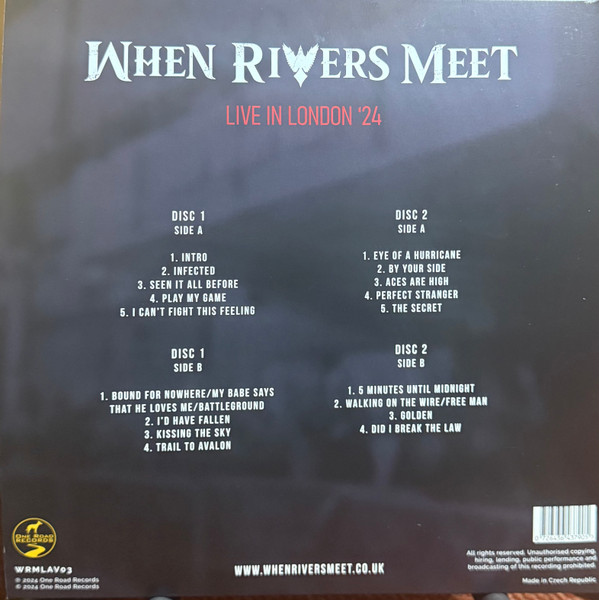 WHEN RIVERS MEET
LIVE IN LONDON '24
DISC 1
SIDE A
1. INTRO
2. INFECTED
3. SEEN IT ALL BEFORE
4. PLAY MY GAME
5. I CAN'T FIGHT THIS FEELING
DISC 2
SIDE A
1. EYE OF A HURRICANE
2. BY YOUR SIDE
3. ACES ARE HIGH
4. PERFECT STRANGER
5. THE SECRET
DISC 1
SIDE B
1. BOUND FOR NOWHERE/MY BABE SAYS
THAT HE LOVES ME/BATTLEGROUND
2. I'D HAVE FALLEN
3. KISSING THE SKY
4. TRAIL TO AVALON
DISC 2
SIDE B
1. 5 MINUTES UNTIL MIDNIGHT
2. WALKING ON THE WIRE/FREE MAN
3. GOLDEN
4. DID I BREAK THE LAW
ONE ROAD
RECORDS
WRMLAV03
℗ 2024 One Road Records
© 2024 One Road Records
WWW.WHENRIVERSMEET.CO.UK
All rights reserved. Unauthorised copying,
hiring, lending, public performance and
broadcasting of this recording prohibited.
Made in Czech Republic